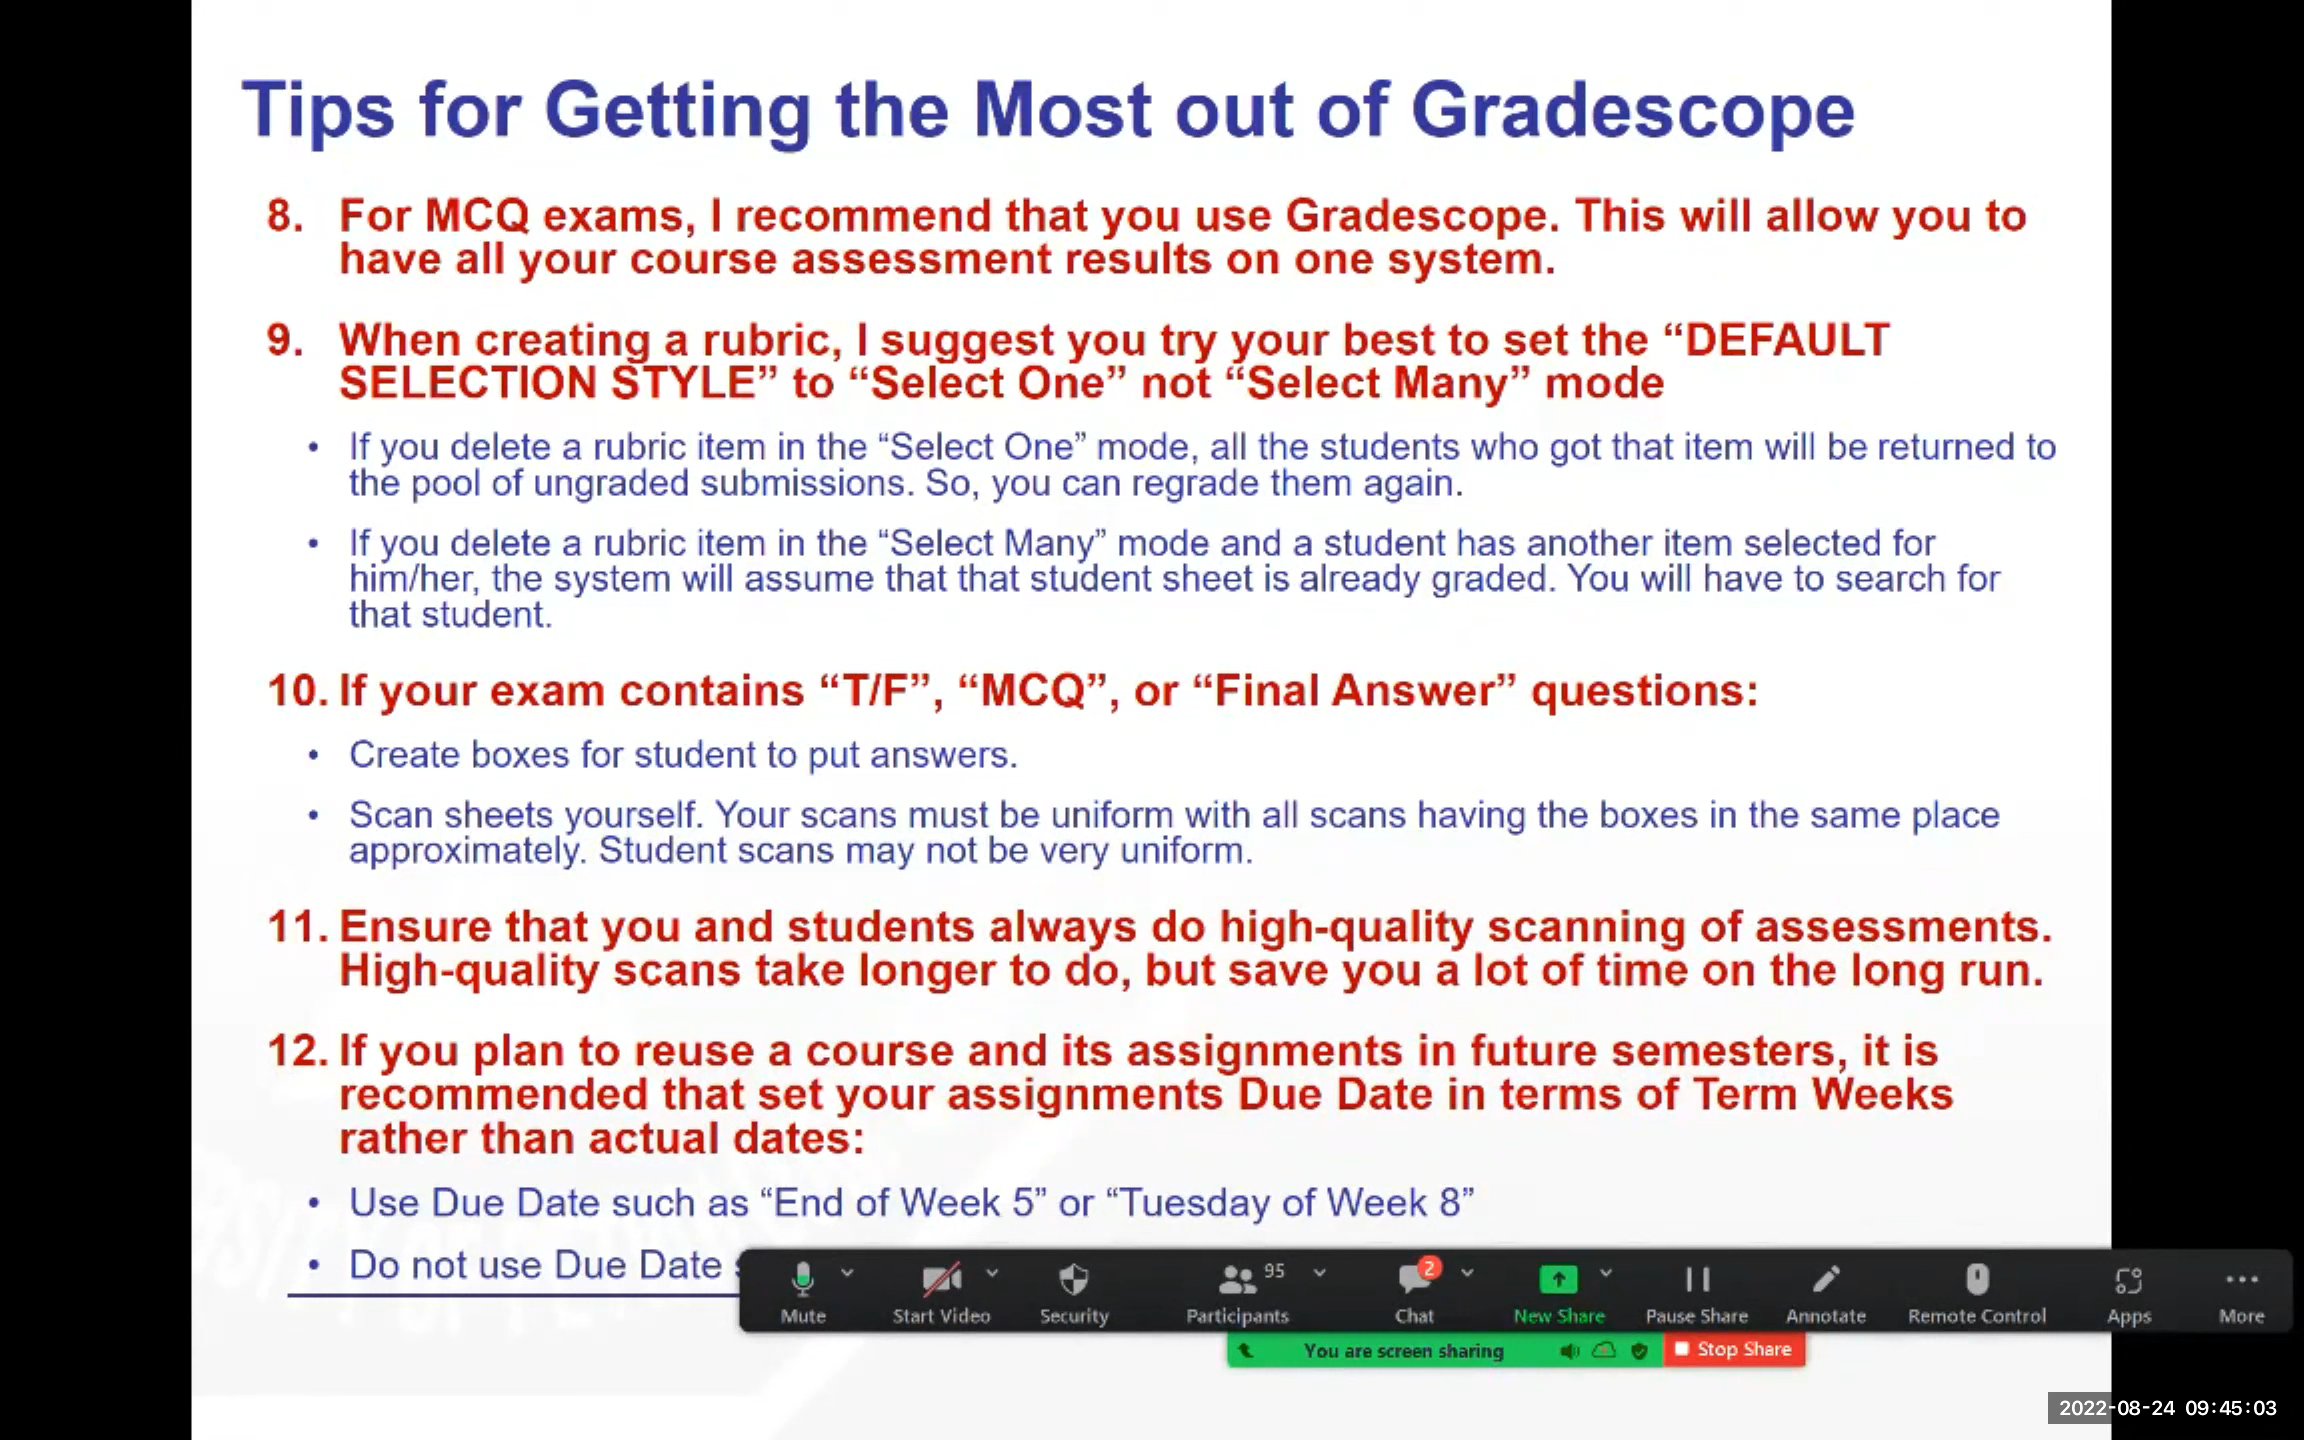 Tips for Getting the Most out of Gradescope
8. For MCQ exams, I recommend that you use Gradescope. This will allow you to
have all your course assessment results on one system.
9. When creating a rubric, I suggest you try your best to set the “DEFAULT
SELECTION STYLE” to “Select One” not “Select Many” mode
• If you delete a rubric item in the “Select One” mode, all the students who got that item will be returned to
the pool of ungraded submissions. So, you can regrade them again.
• If you delete a rubric item in the “Select Many” mode and a student has another item selected for
him/her, the system will assume that that student sheet is already graded. You will have to search for
that student.
10. If your exam contains “T/F”, “MCQ”, or “Final Answer” questions:
• Create boxes for student to put answers.
• Scan sheets yourself. Your scans must be uniform with all scans having the boxes in the same place
approximately. Student scans may not be very uniform.
11. Ensure that you and students always do high-quality scanning of assessments.
High-quality scans take longer to do, but save you a lot of time on the long run.
12. If you plan to reuse a course and its assignments in future semesters, it is
recommended that set your assignments Due Date in terms of Term Weeks
rather than actual dates:
• Use Due Date such as “End of Week 5” or “Tuesday of Week 8”
• Do not use Due Date
95 2
Mute Start Video Security Participants Chat New Share Pause Share Annotate Remote Control Apps More
You are screen sharing Stop Share
2022-08-24 09:45:03